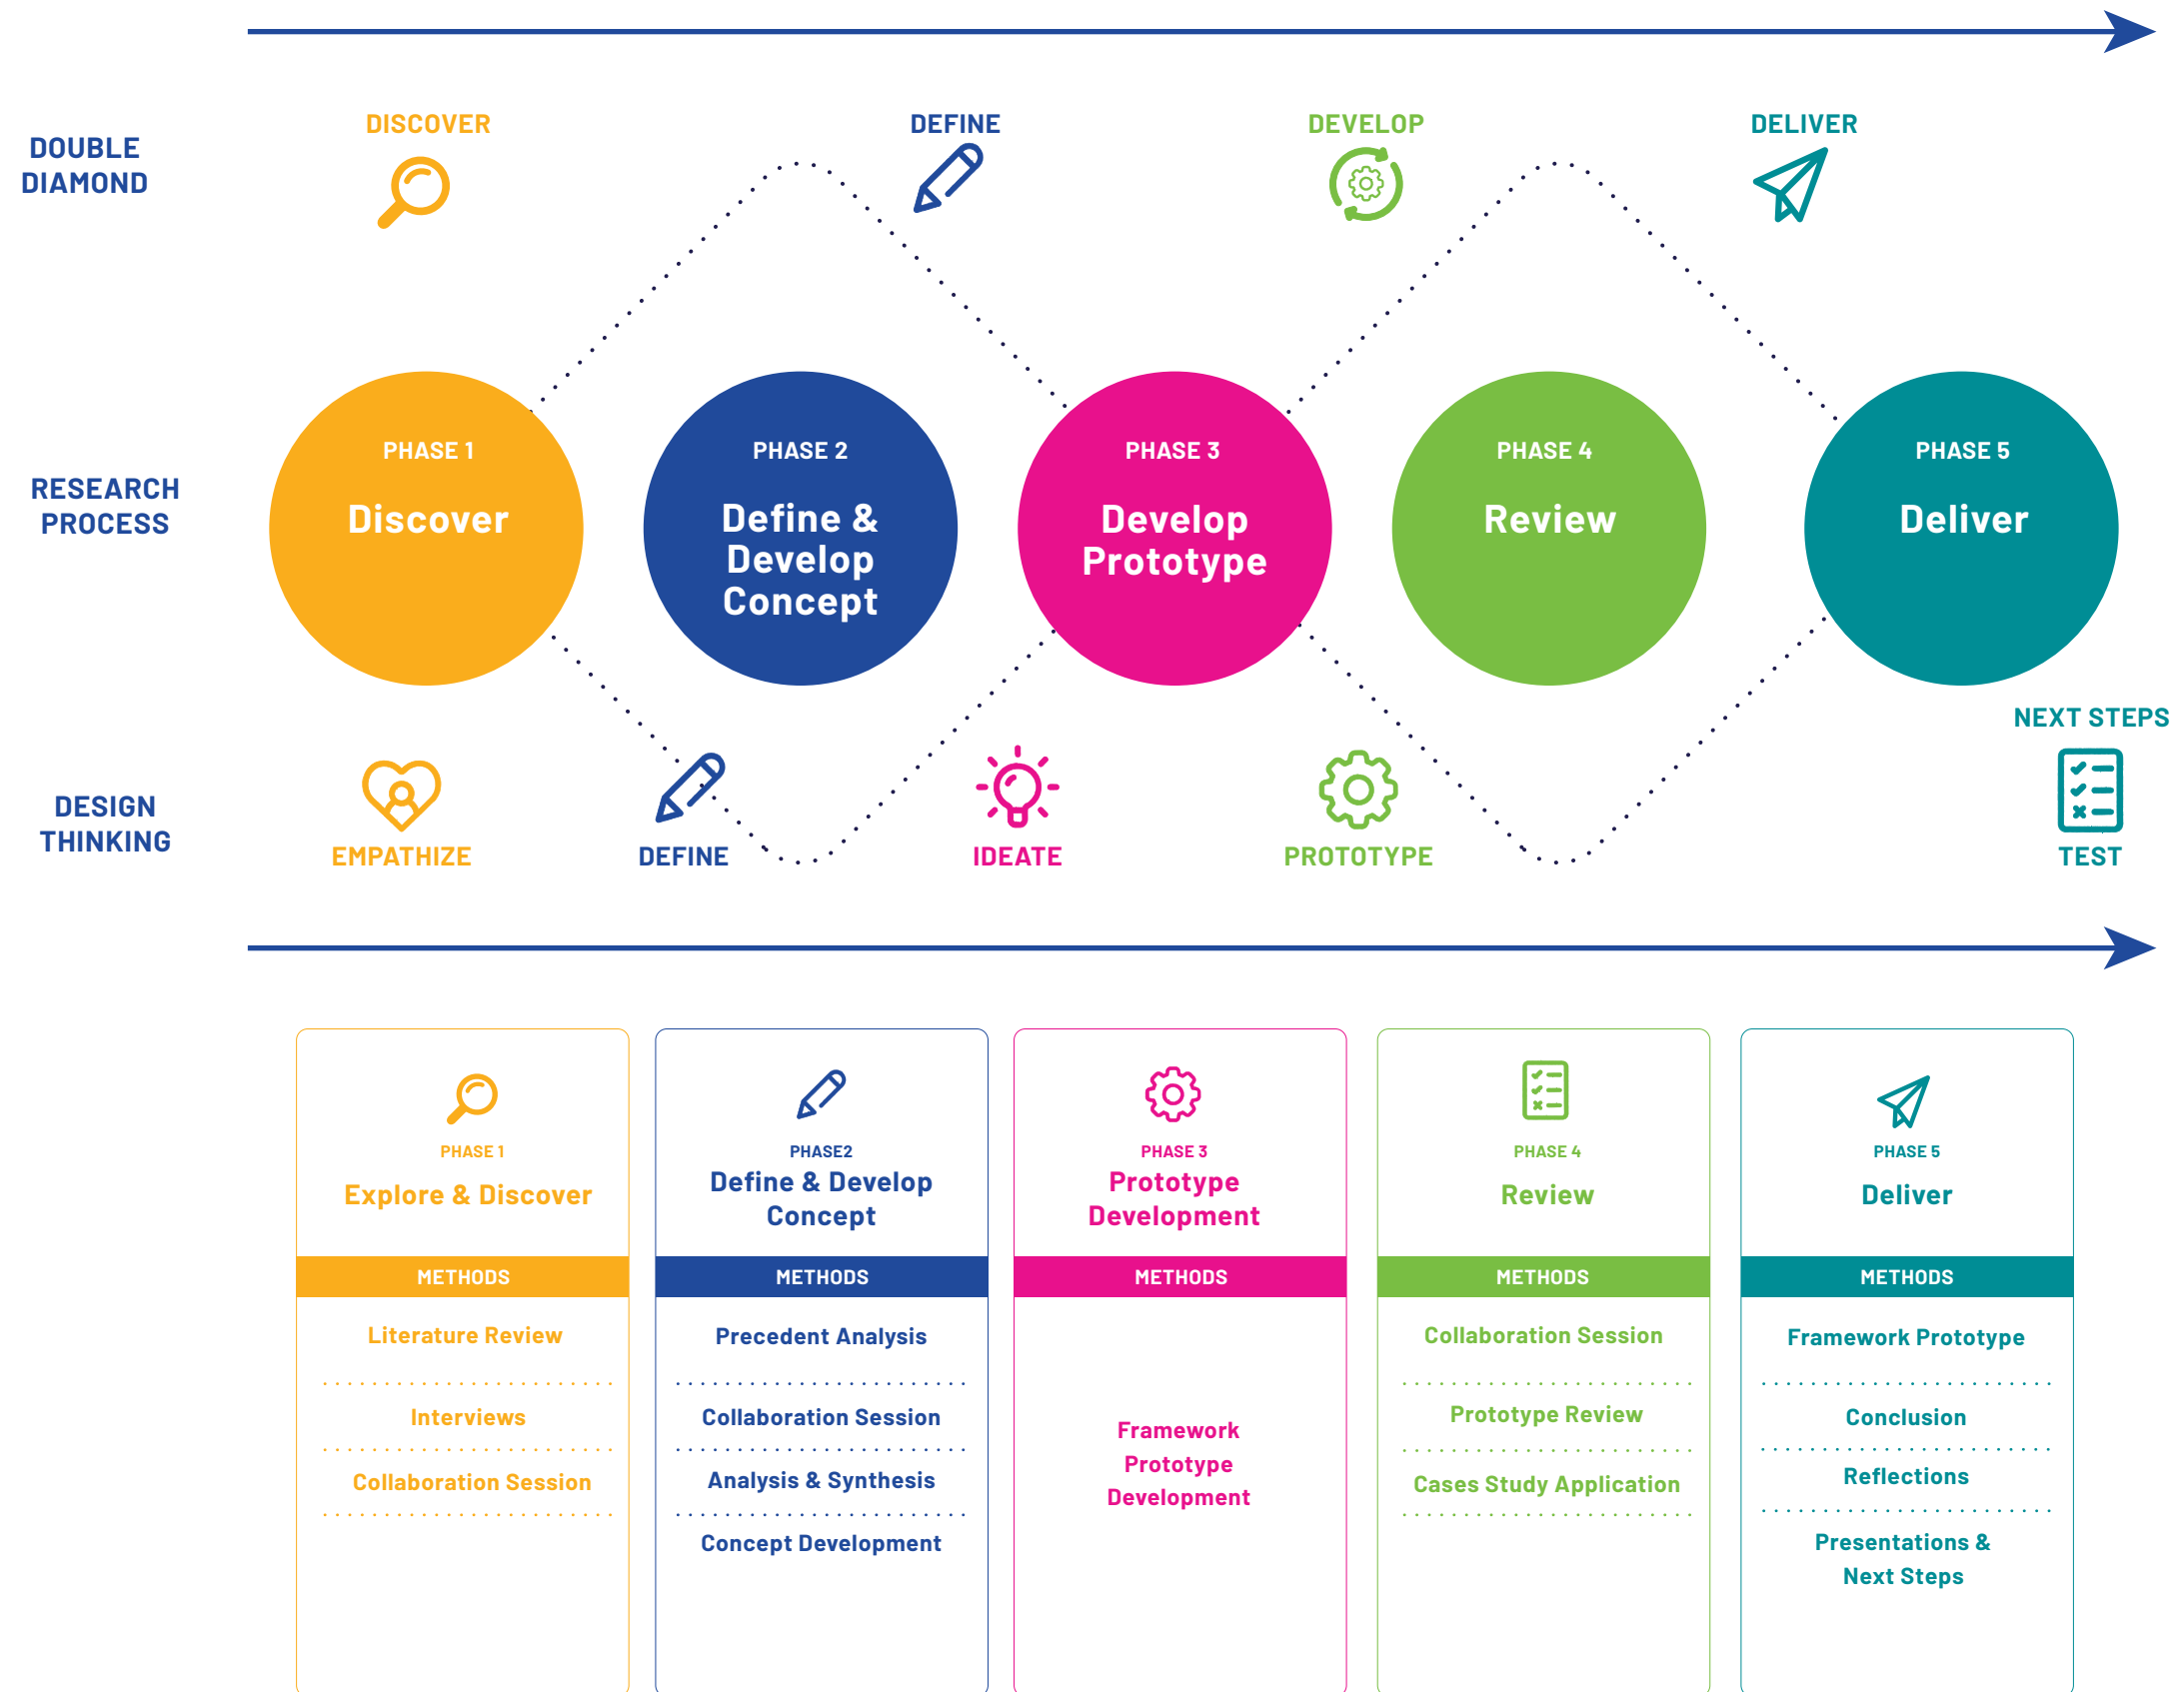 DOUBLE
DIAMOND
DISCOVER
DEFINE
DEVELOP
DELIVER
RESEARCH
PROCESS
PHASE 1
Discover
PHASE 2
Define &
Develop
Concept
PHASE 3
Develop
Prototype
PHASE 4
Review
PHASE 5
Deliver
DESIGN
THINKING
EMPATHIZE
DEFINE
IDEATE
PROTOTYPE
NEXT STEPS
TEST
PHASE 1
Explore & Discover
METHODS
Literature Review
Interviews
Collaboration Session
PHASE2
Define & Develop
Concept
METHODS
Precedent Analysis
Collaboration Session
Analysis & Synthesis
Concept Development
PHASE 3
Prototype
Development
METHODS
Framework
Prototype
Development
PHASE 4
Review
METHODS
Collaboration Session
Prototype Review
Cases Study Application
PHASE 5
Deliver
METHODS
Framework Prototype
Conclusion
Reflections
Presentations &
Next Steps